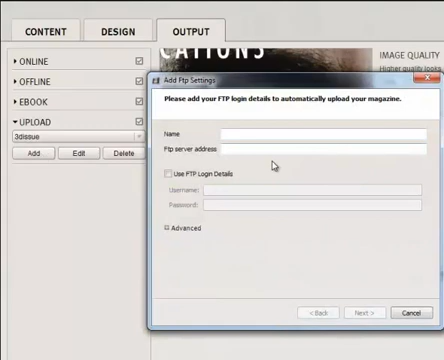 CONTENT
DESIGN
OUTPUT
CATIONS
IMAGE QUALITY
Higher quality looks
ONLINE
OFFLINE
EBOOK
UPLOAD
3dissue
Add
Edit
Delete
Add Ftp Settings
Please add your FTP login details to automatically upload your magazine.
Name
Ftp server address
Use FTP Login Details
Username:
Password:
Advanced
< Back
Next >
Cancel